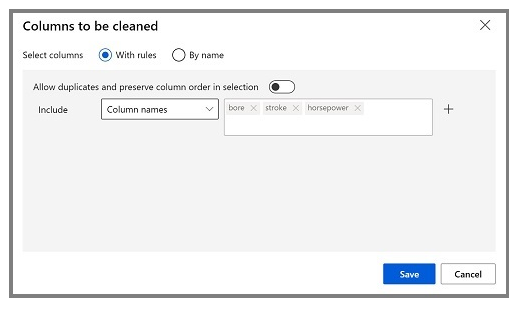 Columns to be cleaned
Select columns With rules By name
Allow duplicates and preserve column order in selection
Include Column names bore stroke horsepower
Save Cancel